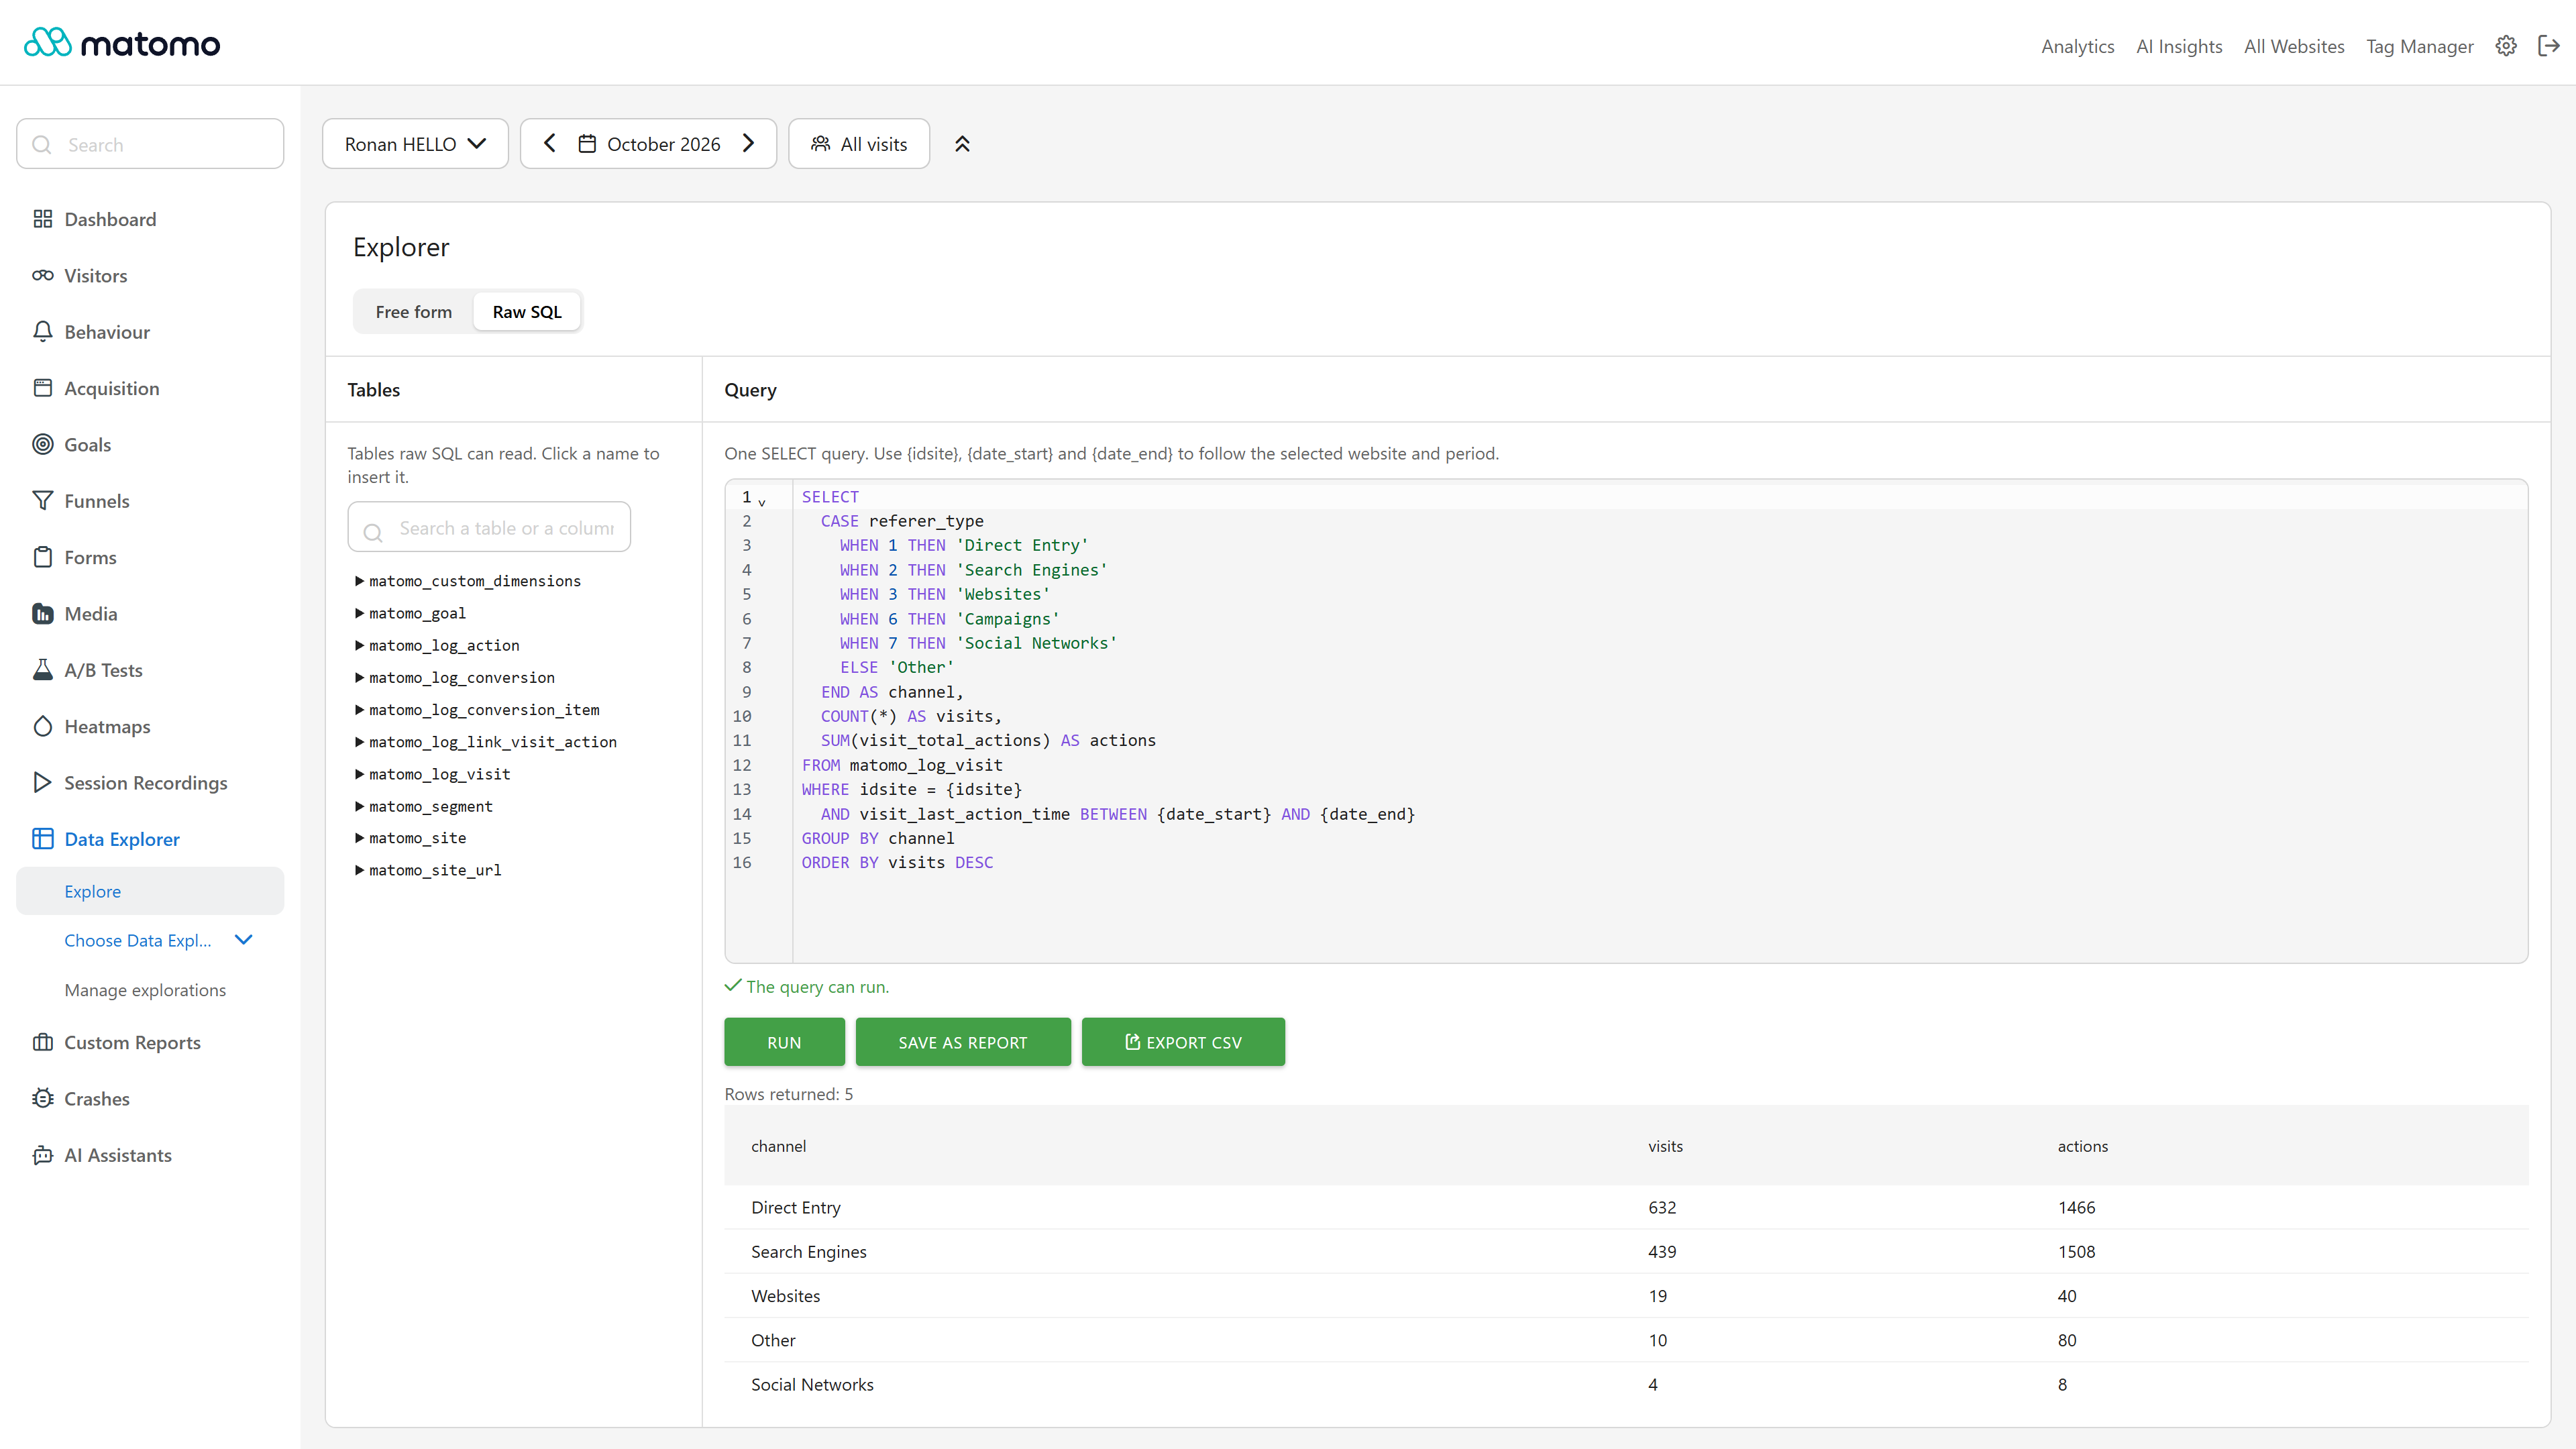 matomo
Analytics
AI Insights
All Websites
Tag Manager
Search
Dashboard
Visitors
Behaviour
Acquisition
Goals
Funnels
Forms
Media
A/B Tests
Heatmaps
Session Recordings
Data Explorer
Explore
Choose Data Expl...
Manage explorations
Custom Reports
Crashes
AI Assistants
Ronan HELLO
October 2026
All visits
Explorer
Free form
Raw SQL
Tables
Tables raw SQL can read. Click a name to
insert it.
Search a table or a column
matomo_custom_dimensions
matomo_goal
matomo_log_action
matomo_log_conversion
matomo_log_conversion_item
matomo_log_link_visit_action
matomo_log_visit
matomo_segment
matomo_site
matomo_site_url
Query
One SELECT query. Use {idsite}, {date_start} and {date_end} to follow the selected website and period.
1 SELECT
2 CASE referer_type
3 WHEN 1 THEN 'Direct Entry'
4 WHEN 2 THEN 'Search Engines'
5 WHEN 3 THEN 'Websites'
6 WHEN 6 THEN 'Campaigns'
7 WHEN 7 THEN 'Social Networks'
8 ELSE 'Other'
9 END AS channel,
10 COUNT(*) AS visits,
11 SUM(visit_total_actions) AS actions
12 FROM matomo_log_visit
13 WHERE idsite = {idsite}
14 AND visit_last_action_time BETWEEN {date_start} AND {date_end}
15 GROUP BY channel
16 ORDER BY visits DESC
The query can run.
RUN
SAVE AS REPORT
EXPORT CSV
Rows returned: 5
channel visits actions
Direct Entry 632 1466
Search Engines 439 1508
Websites 19 40
Other 10 80
Social Networks 4 8